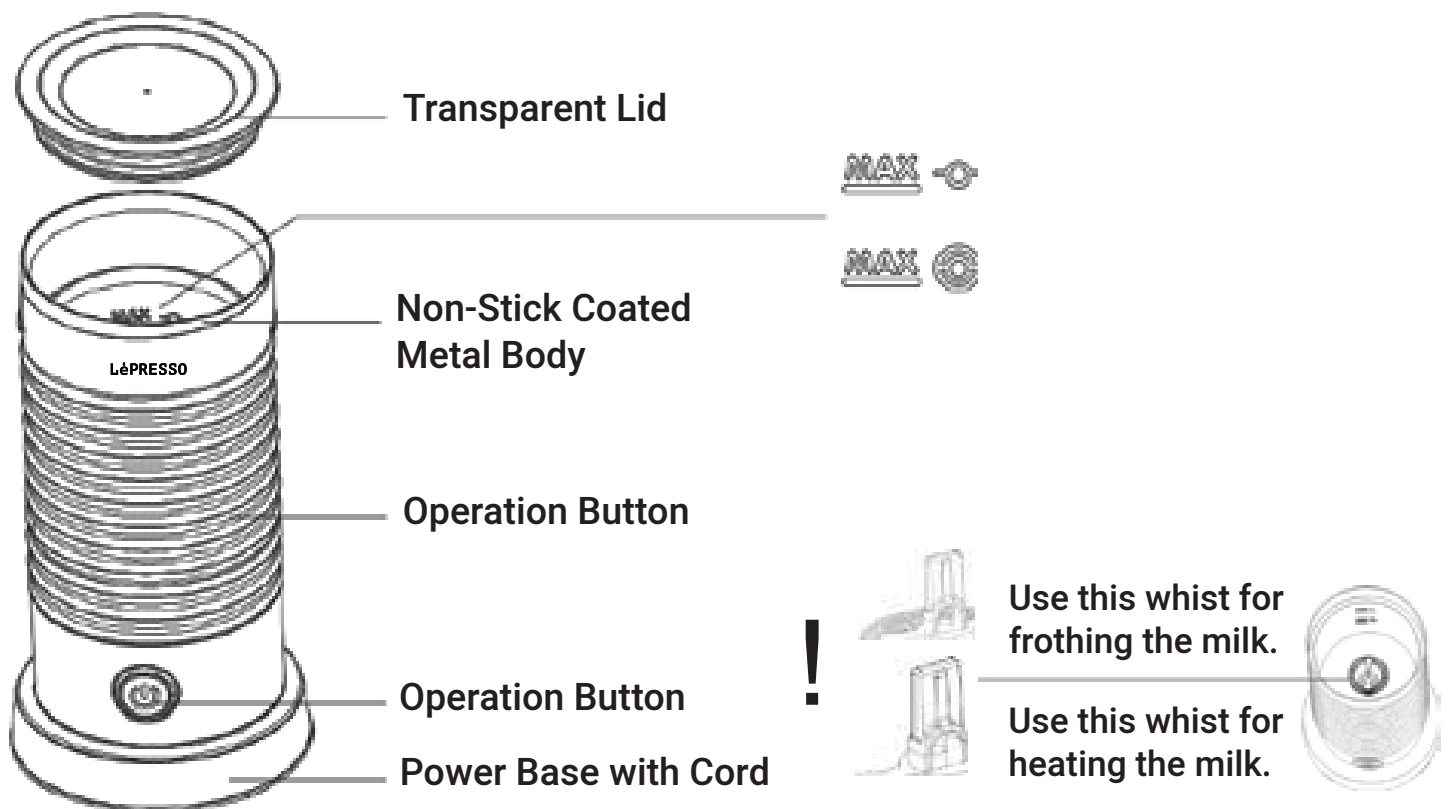 Transparent Lid
MAX
MAX
Non-Stick Coated
Metal Body
MAX
LėPRESSO
Operation Button
Operation Button
Power Base with Cord
!
Use this whist for
frothing the milk.
Use this whist for
heating the milk.